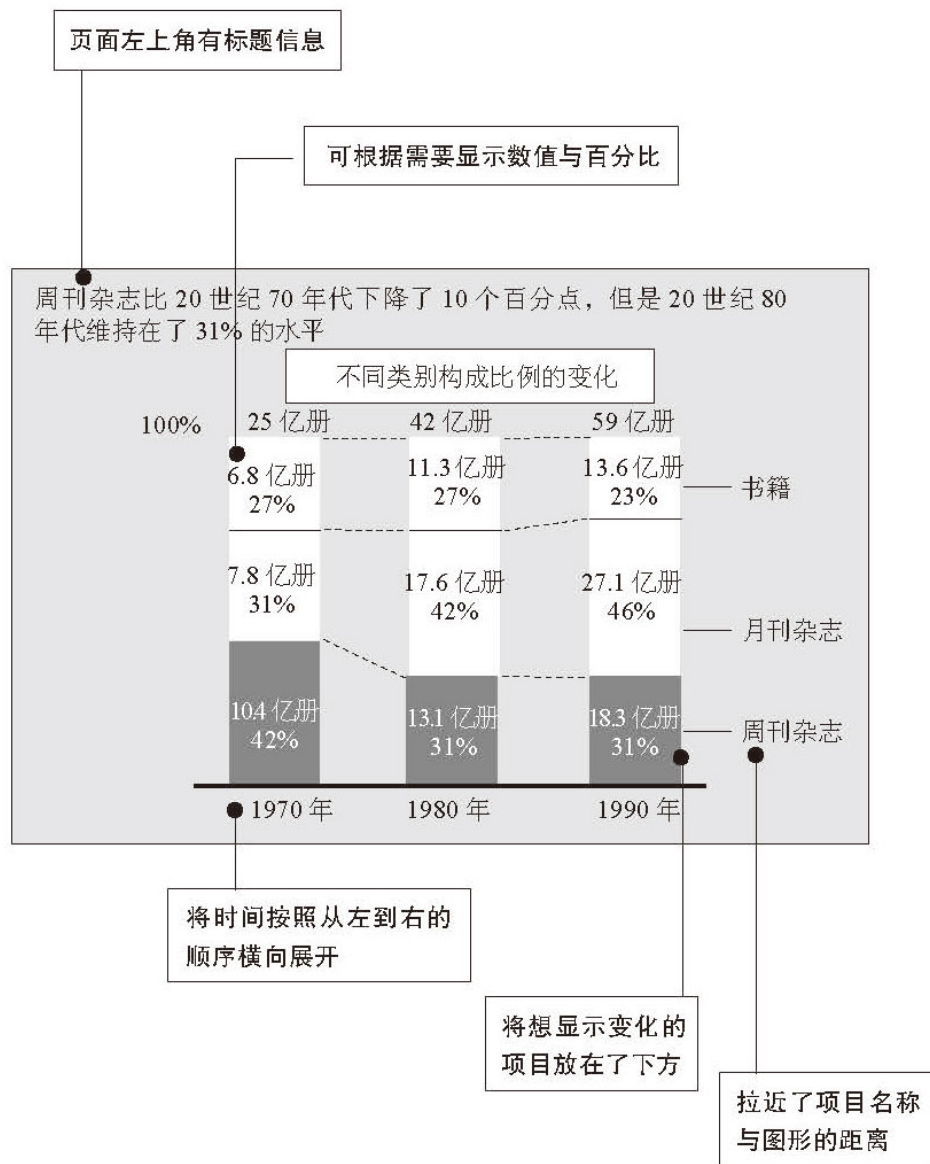 页面左上角有标题信息
可根据需要显示数值与百分比
周刊杂志比 20 世纪 70 年代下降了 10 个百分点，但是 20 世纪 80
年代维持在了 31% 的水平
不同类别构成比例的变化
100% 25 亿册 42 亿册 59 亿册
6.8 亿册 11.3 亿册 13.6 亿册
27% 27% 23%
书籍
7.8 亿册 17.6 亿册 27.1 亿册
31% 42% 46%
月刊杂志
10.4 亿册 13.1 亿册 18.3 亿册
42% 31% 31%
周刊杂志
1970 年 1980 年 1990 年
将时间按照从左到右的
顺序横向展开
将想显示变化的
项目放在了下方
拉近了项目名称
与图形的距离